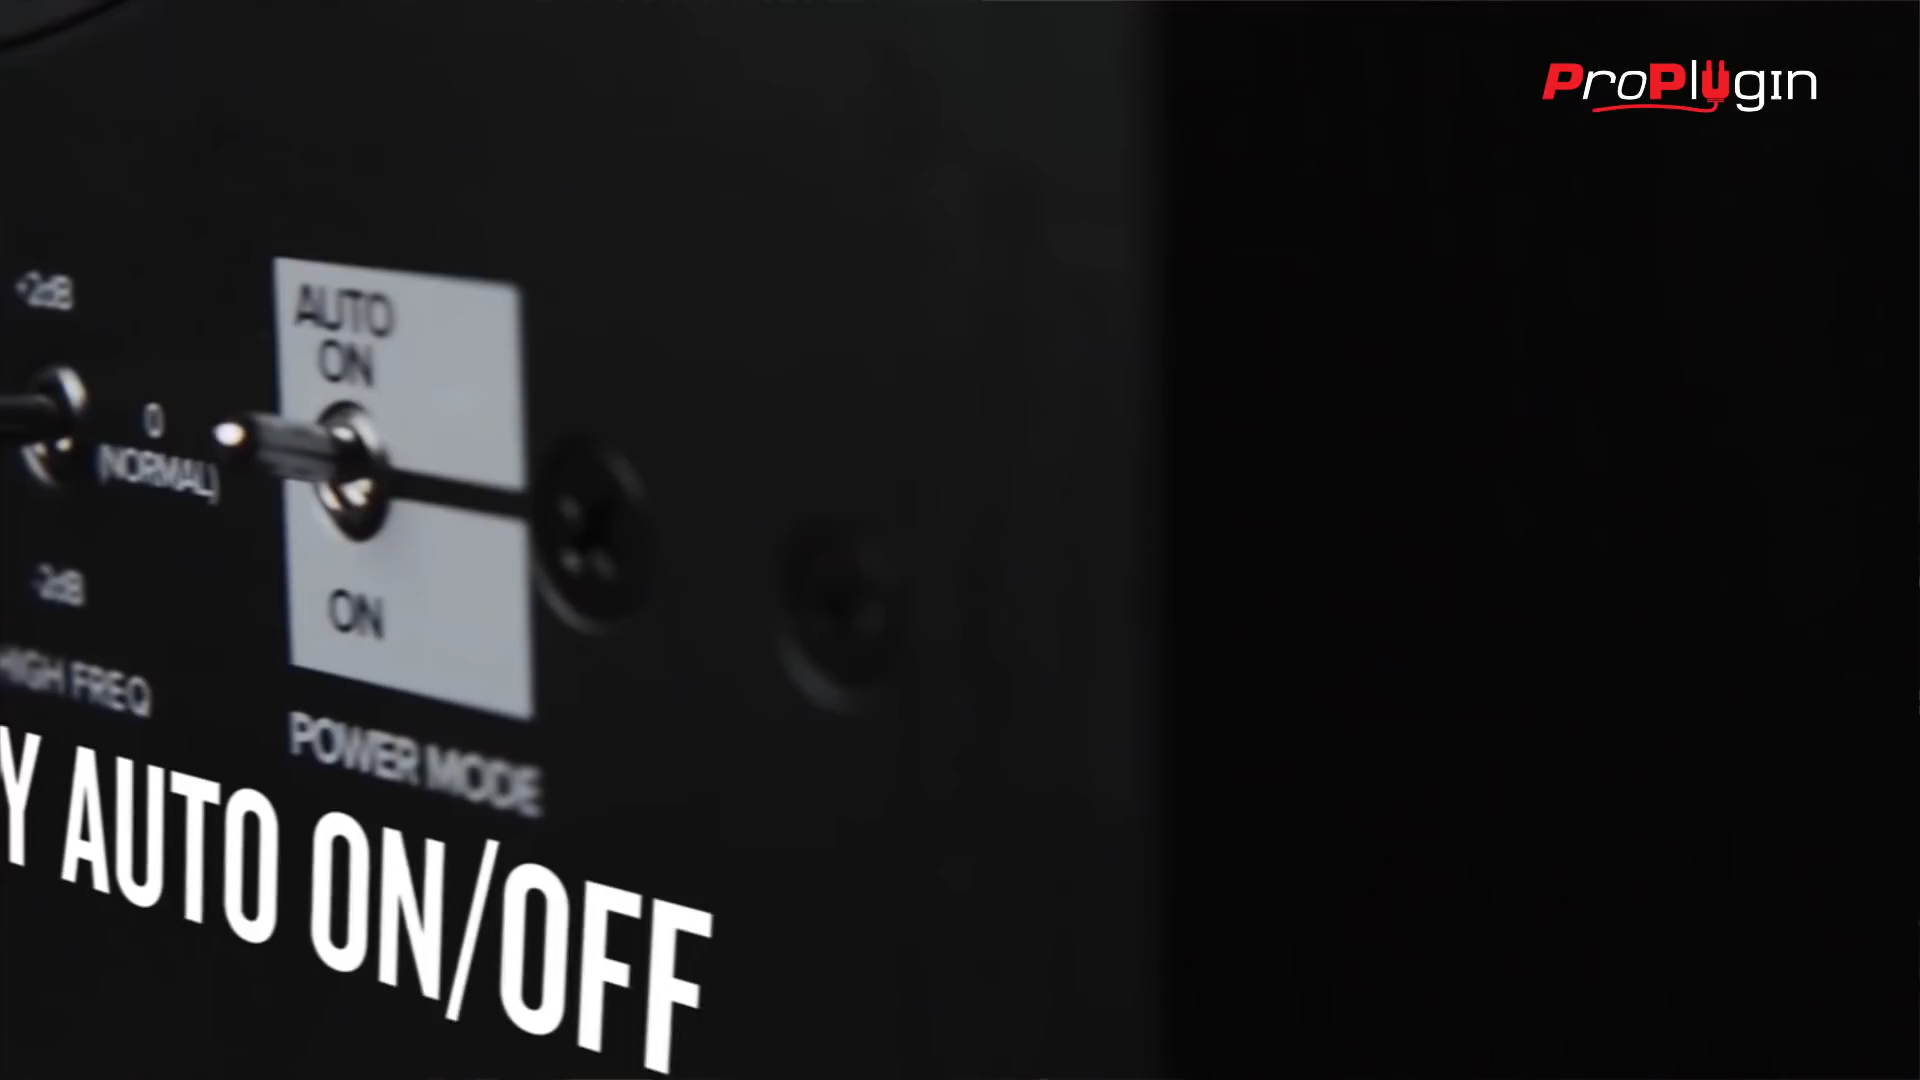 ProPlugin
+2dB
AUTO
ON
0
(NORMAL)
-2dB
ON
HIGH FREQ
POWER MODE
Y AUTO ON/OFF